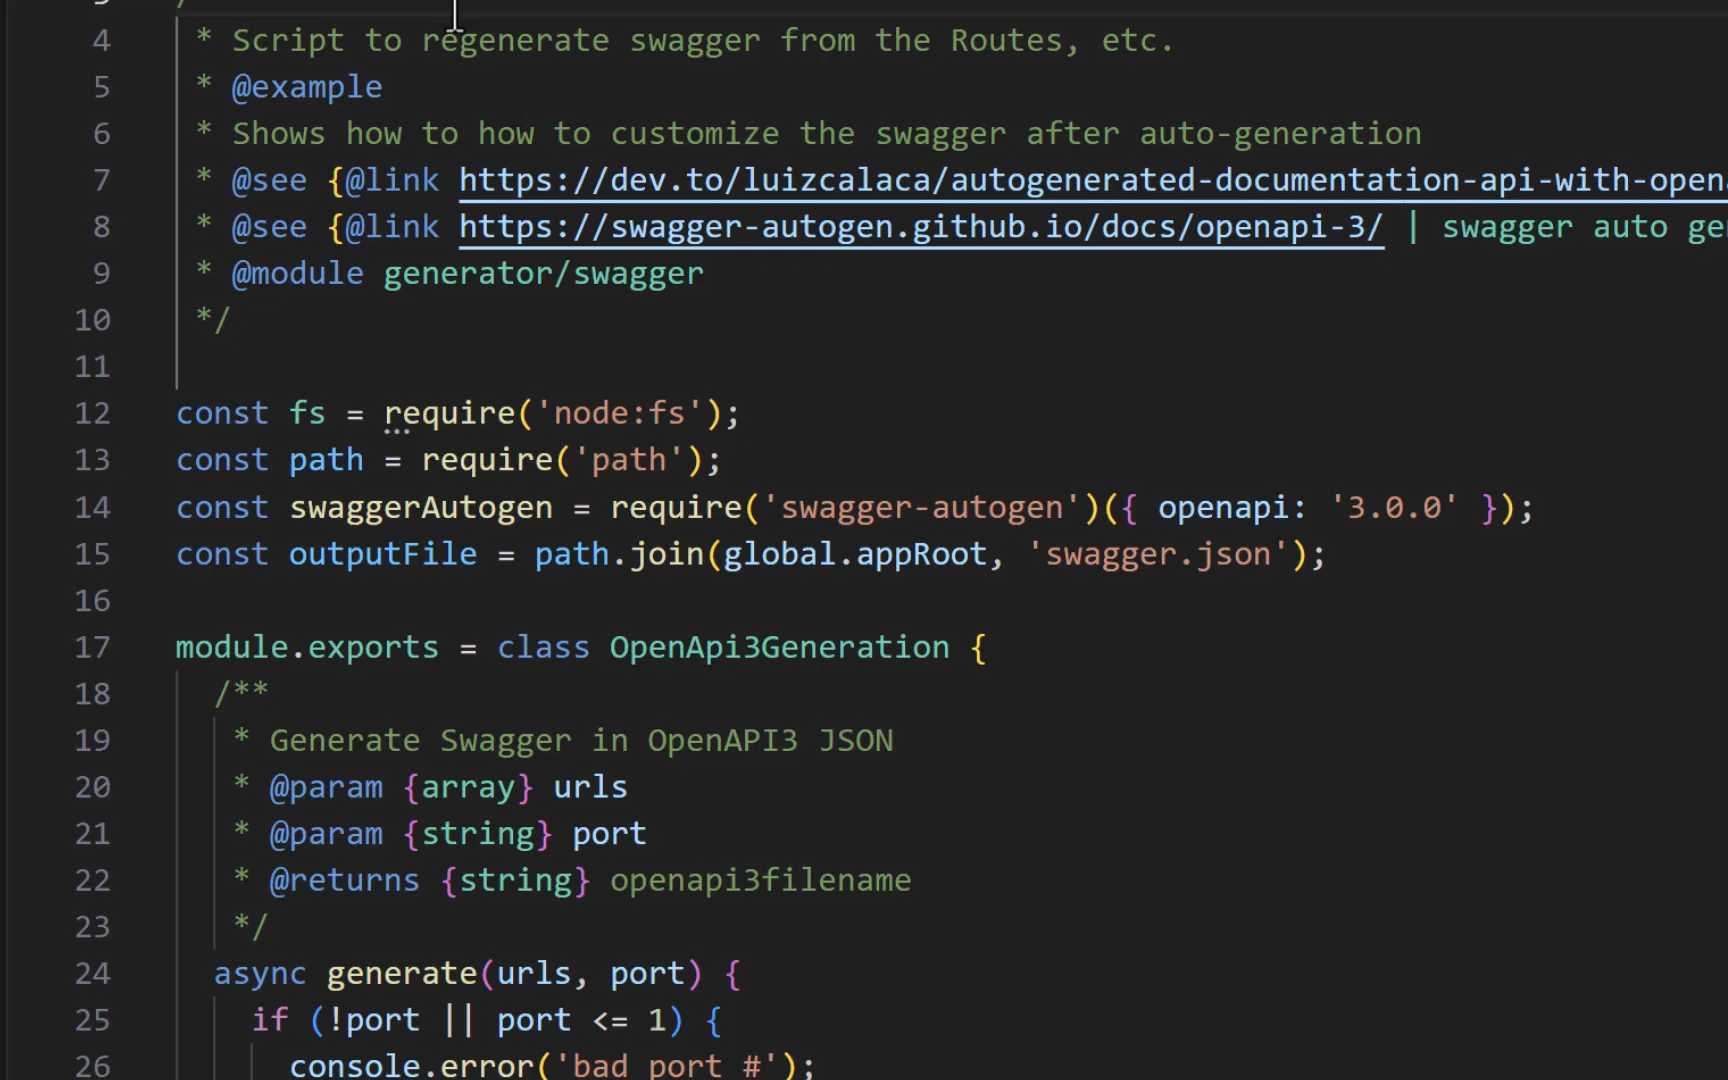 4 * Script to regenerate swagger from the Routes, etc.
5 * @example
6 * Shows how to how to customize the swagger after auto-generation
7 * @see {@link https://dev.to/luizcalaca/autogenerated-documentation-api-with-open
8 * @see {@link https://swagger-autogen.github.io/docs/openapi-3/ | swagger auto ge
9 * @module generator/swagger
10 */
11
12 const fs = require('node:fs');
13 const path = require('path');
14 const swaggerAutogen = require('swagger-autogen')({ openapi: '3.0.0' });
15 const outputFile = path.join(global.appRoot, 'swagger.json');
16
17 module.exports = class OpenApi3Generation {
18 /**
19 * Generate Swagger in OpenAPI3 JSON
20 * @param {array} urls
21 * @param {string} port
22 * @returns {string} openapi3filename
23 */
24 async generate(urls, port) {
25 if (!port || port <= 1) {
26 console.error('bad port #');